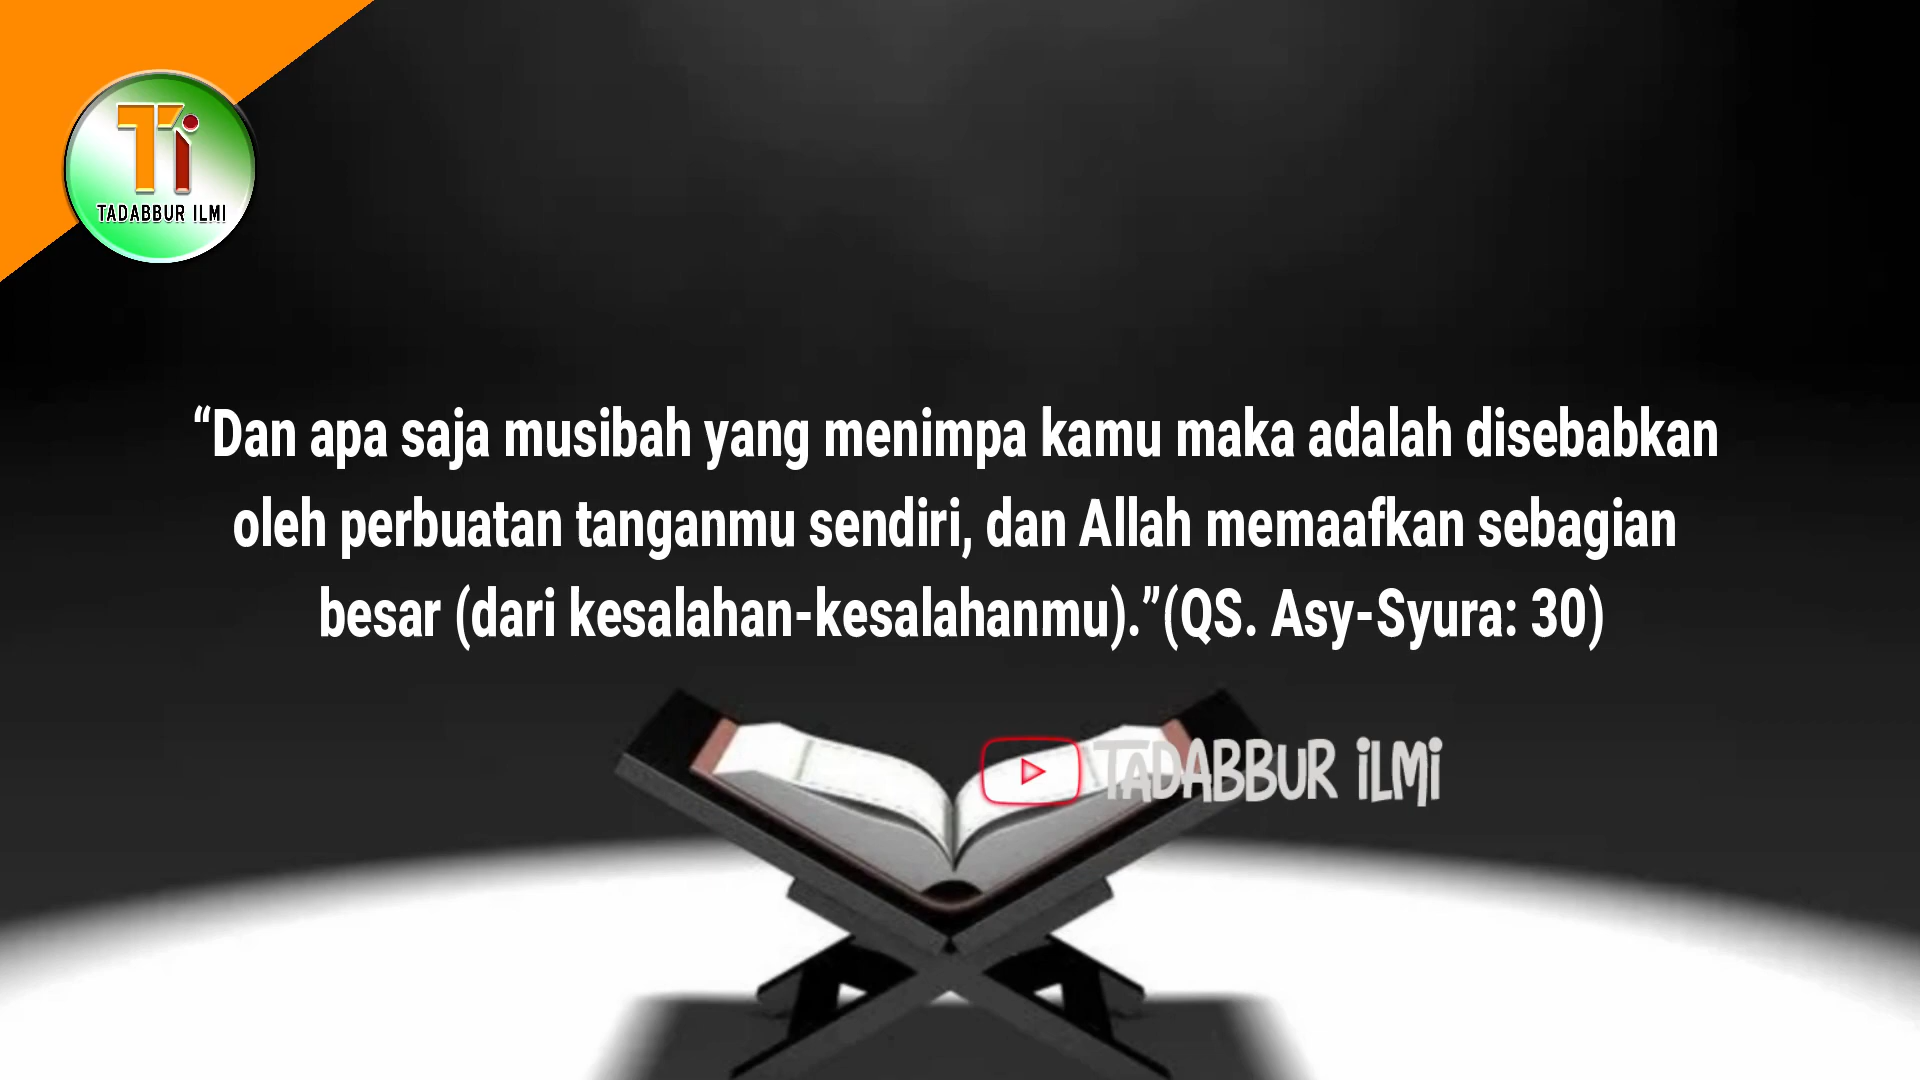 Ti
TADABBUR ILMI
“Dan apa saja musibah yang menimpa kamu maka adalah disebabkan
oleh perbuatan tanganmu sendiri, dan Allah memaafkan sebagian
besar (dari kesalahan-kesalahanmu).”(QS. Asy-Syura: 30)
TADABBUR iLMi